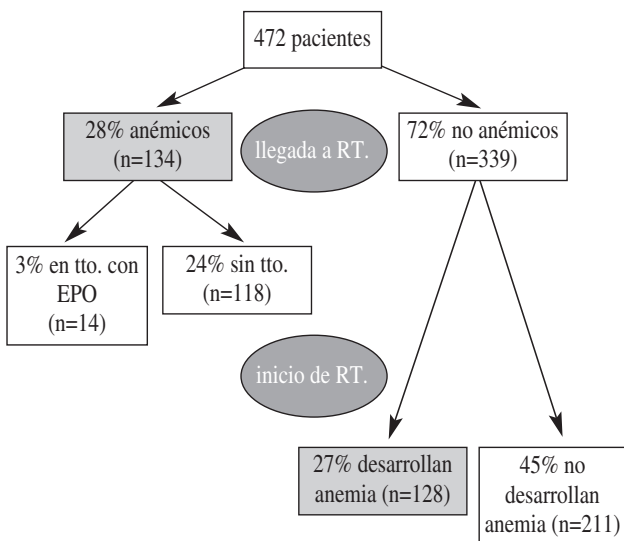 472 pacientes
28% anémicos
(n=134)
llegada a RT.
72% no anémicos
(n=339)
3% en tto. con
EPO
(n=14)
24% sin tto.
(n=118)
inicio de RT.
27% desarrollan
anemia (n=128)
45% no
desarrollan
anemia (n=211)